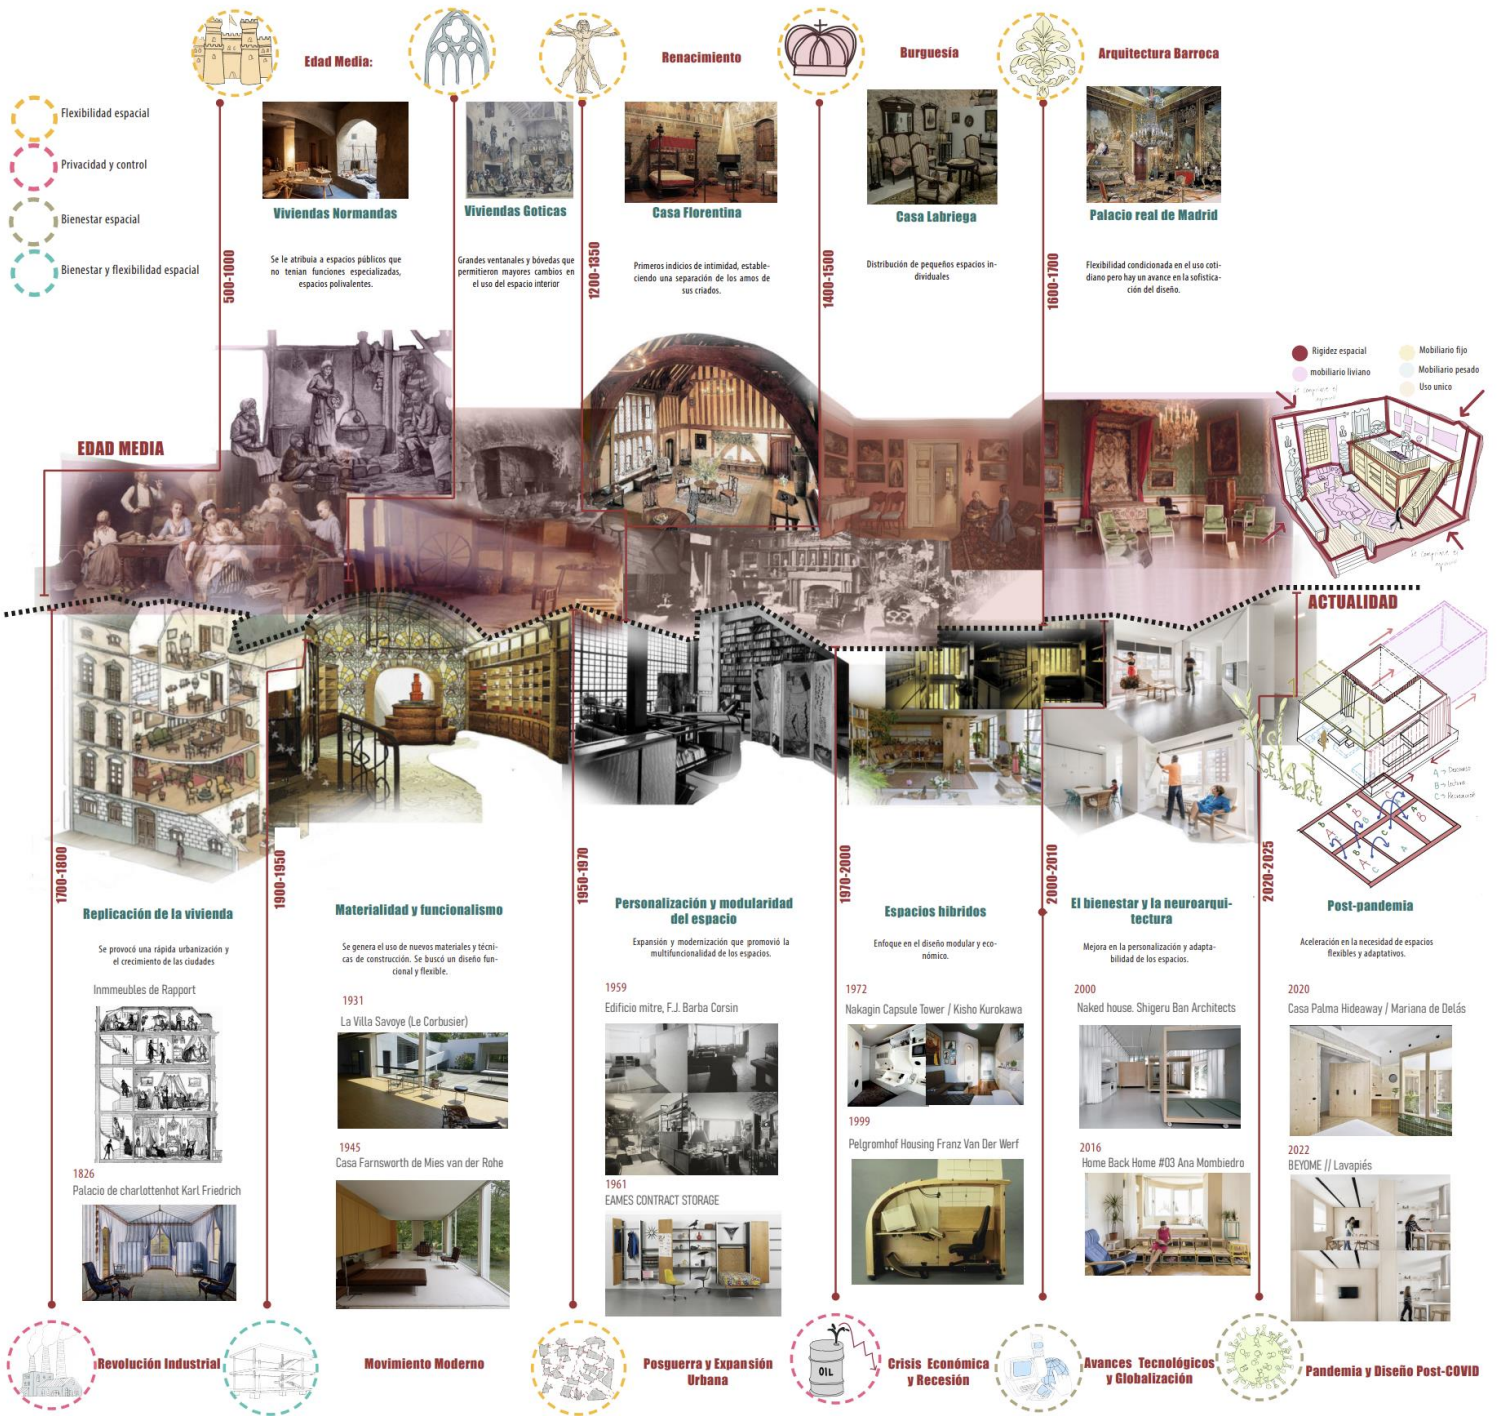 Edad Media:
Renacimiento
Burguesía
Arquitectura Barroca
Flexibilidad espacial
Privacidad y control
Bienestar espacial
Bienestar y flexibilidad espacial
500-1000
Viviendas Normandas
Se le atribuia a espacios públicos que
no tenian funciones especializadas,
espacios polivalentes.
Viviendas Goticas
Grandes ventanales y bóvedas que
permitieron mayores cambios en
el uso del espacio interior
1200-1350
Casa Florentina
Primeros indicios de intimidad, estable-
ciendo una separación de los amos de
sus criados.
1400-1500
Casa Labriega
Distribución de pequeños espacios in-
dividuales
1600-1700
Palacio real de Madrid
Flexibilidad condicionada en el uso coti-
diano pero hay un avance en la sofistica-
ción del diseño.
Rigidez espacial
mobiliario liviano
Mobiliario fijo
Mobiliario pesado
Uso unico
EDAD MEDIA
ACTUALIDAD
A
B
C
1700-1800
Replicación de la vivienda
Se provocó una rápida urbanización y
el crecimiento de las ciudades
Inmmeubles de Rapport
1826
Palacio de charlottenhot Karl Friedrich
1900-1950
Materialidad y funcionalismo
Se genera el uso de nuevos materiales y técni-
cas de construcción. Se buscó un diseño fun-
cional y flexible.
1931
La Villa Savoye (Le Corbusier)
1945
Casa Farnsworth de Mies van der Rohe
1950-1970
Personalización y modularidad
del espacio
Expansión y modernización que promovió la
multifuncionalidad de los espacios.
1959
Edificio mitre, F.J. Barba Corsin
1961
EAMES CONTRACT STORAGE
1970-2000
Espacios hibridos
Enfoque en el diseño modular y eco-
nómico.
1972
Nakagin Capsule Tower / Kisho Kurokawa
1999
Pelgromhof Housing Franz Van Der Werf
2000-2010
El bienestar y la neuroarqui-
tectura
Mejora en la personalización y adapta-
bilidad de los espacios.
2000
Naked house. Shigeru Ban Architects
2016
Home Back Home #03 Ana Mombiedro
2020-2025
Post-pandemia
Aceleración en la necesidad de espacios
flexibles y adaptativos.
2020
Casa Palma Hideaway / Mariana de Delás
2022
BEYOME // Lavapiés
Revolución Industrial
Movimiento Moderno
Posguerra y Expansión
Urbana
OIL
Crisis Económica
y Recesión
Avances Tecnológicos
y Globalización
Pandemia y Diseño Post-COVID